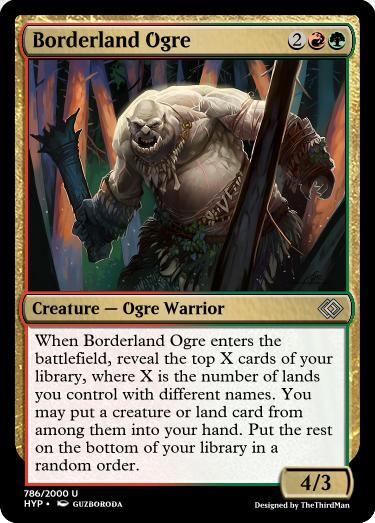 Borderland Ogre 2
Creature — Ogre Warrior
When Borderland Ogre enters the
battlefield, reveal the top X cards of your
library, where X is the number of lands
you control with different names. You
may put a creature or land card from
among them into your hand. Put the rest
on the bottom of your library in a
random order.
4/3
786/2000 U
HYP • GUZBORODA
Designed by TheThirdMan